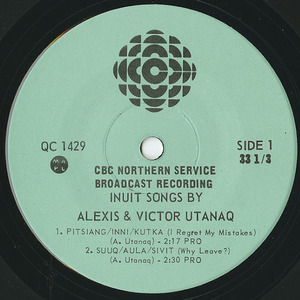 QC 1429
SIDE 1
MAPL
33 1/3
CBC NORTHERN SERVICE
BROADCAST RECORDING
INUIT SONGS BY
ALEXIS & VICTOR UTANAQ
1. PITSIANG/INNI/KUTKA (I Regret My Mistakes)
(A. Utanaq) - 2:17 PRO
2. SUUQ/AULA/SIVIT (Why Leave?)
(A. Utanaq) - 2:30 PRO